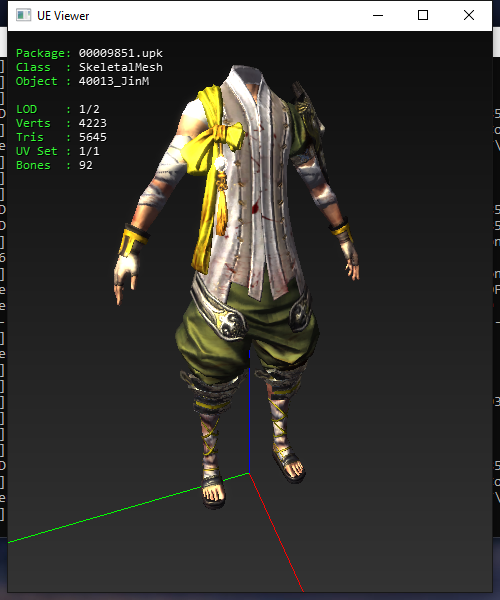 UE Viewer
Package: 00009851.upk
Class : SkeletalMesh
Object : 40013_JinM
LOD : 1/2
Verts : 4223
Tris : 5645
UV Set : 1/1
Bones : 92